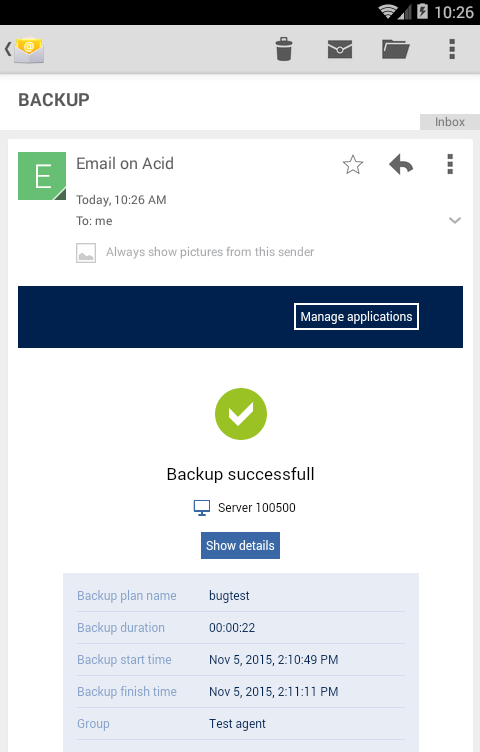 10:26
BACKUP
Inbox
E
Email on Acid
Today, 10:26 AM
To: me
Always show pictures from this sender
Manage applications
Backup successfull
Server 100500
Show details
Backup plan name bugtest
Backup duration 00:00:22
Backup start time Nov 5, 2015, 2:10:49 PM
Backup finish time Nov 5, 2015, 2:11:11 PM
Group Test agent